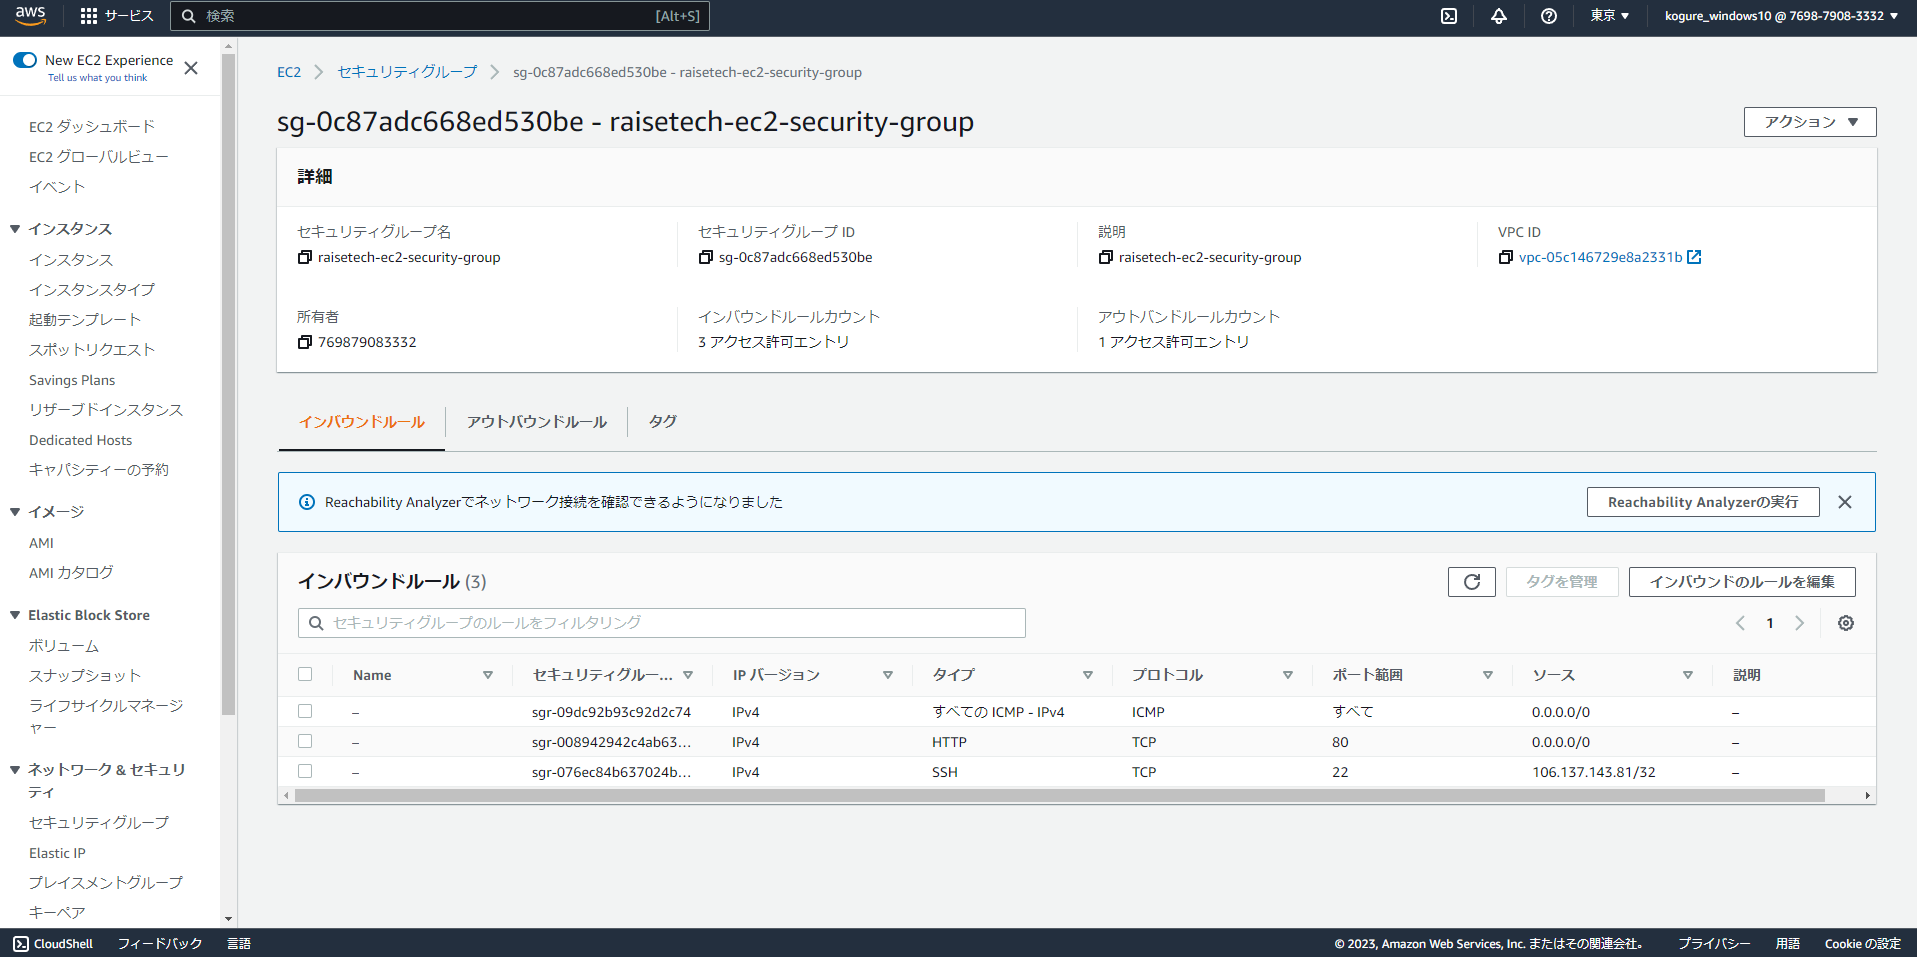 aws
サービス
検索
[Alt+S]
東京
kogure_windows10 @ 7698-7908-3332
New EC2 Experience
Tell us what you think
EC2 ダッシュボード
EC2 グローバルビュー
イベント
インスタンス
インスタンス
インスタンスタイプ
起動テンプレート
スポットリクエスト
Savings Plans
リザーブドインスタンス
Dedicated Hosts
キャパシティーの予約
イメージ
AMI
AMI カタログ
Elastic Block Store
ボリューム
スナップショット
ライフサイクルマネージ
ャー
ネットワーク & セキュリ
ティ
セキュリティグループ
Elastic IP
プレイスメントグループ
キーペア
EC2 セキュリティグループ sg-0c87adc668ed530be - raisetech-ec2-security-group
sg-0c87adc668ed530be - raisetech-ec2-security-group
アクション
詳細
セキュリティグループ名
raisetech-ec2-security-group
セキュリティグループ ID
sg-0c87adc668ed530be
説明
raisetech-ec2-security-group
VPC ID
vpc-05c146729e8a2331b
所有者
769879083332
インバウンドルールカウント
3 アクセス許可エントリ
アウトバンドルールカウント
1 アクセス許可エントリ
インバウンドルール
アウトバウンドルール
タグ
Reachability Analyzerでネットワーク接続を確認できるようになりました
Reachability Analyzerの実行
インバウンドルール (3)
タグを管理
インバウンドのルールを編集
セキュリティグループのルールをフィルタリング
1
Name セキュリティグルー... IP バージョン タイプ プロトコル ポート範囲 ソース 説明
– sgr-09dc92b93c92d2c74 IPv4 すべての ICMP - IPv4 ICMP すべて 0.0.0.0/0 –
– sgr-008942942c4ab63... IPv4 HTTP TCP 80 0.0.0.0/0 –
– sgr-076ec84b637024b... IPv4 SSH TCP 22 106.137.143.81/32 –
CloudShell フィードバック 言語
© 2023, Amazon Web Services, Inc. またはその関連会社。 プライバシー 用語 Cookie の設定